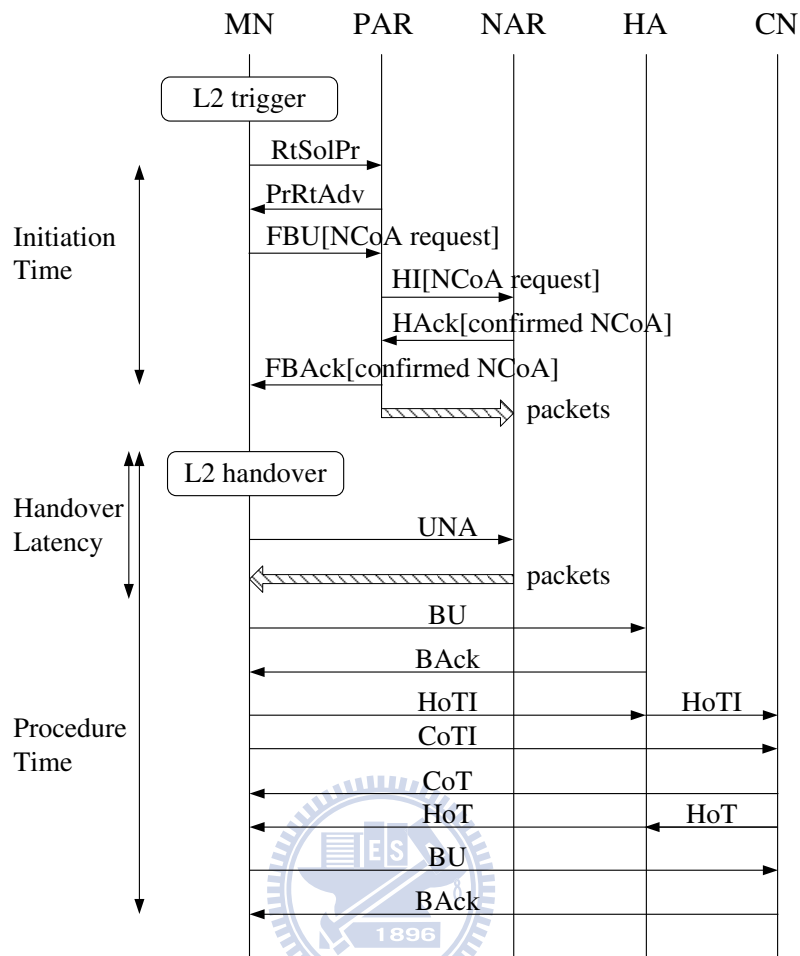 MN PAR NAR HA CN
L2 trigger
RtSolPr
PrRtAdv
Initiation
Time
FBU[NCoA request]
HI[NCoA request]
HAck[confirmed NCoA]
FBAck[confirmed NCoA]
packets
L2 handover
Handover
Latency
UNA
packets
BU
BAck
HoTI HoTI
Procedure
Time
CoTI
CoT
HoT HoT
ES
BU
BAck
1896